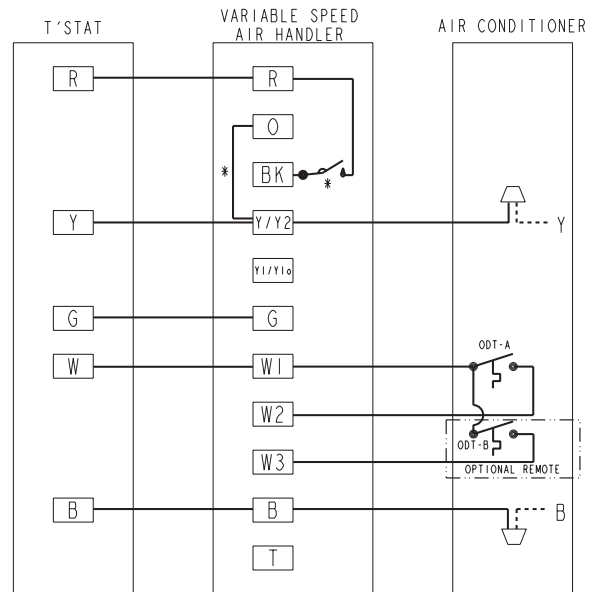 T'STAT
VARIABLE SPEED
AIR HANDLER
AIR CONDITIONER
R
R
O
*
BK
*
Y
Y/Y2
Y
Y1/Y1o
G
G
ODT-A
W
W1
W2
ODT-B
W3
OPTIONAL REMOTE
B
B
B
T